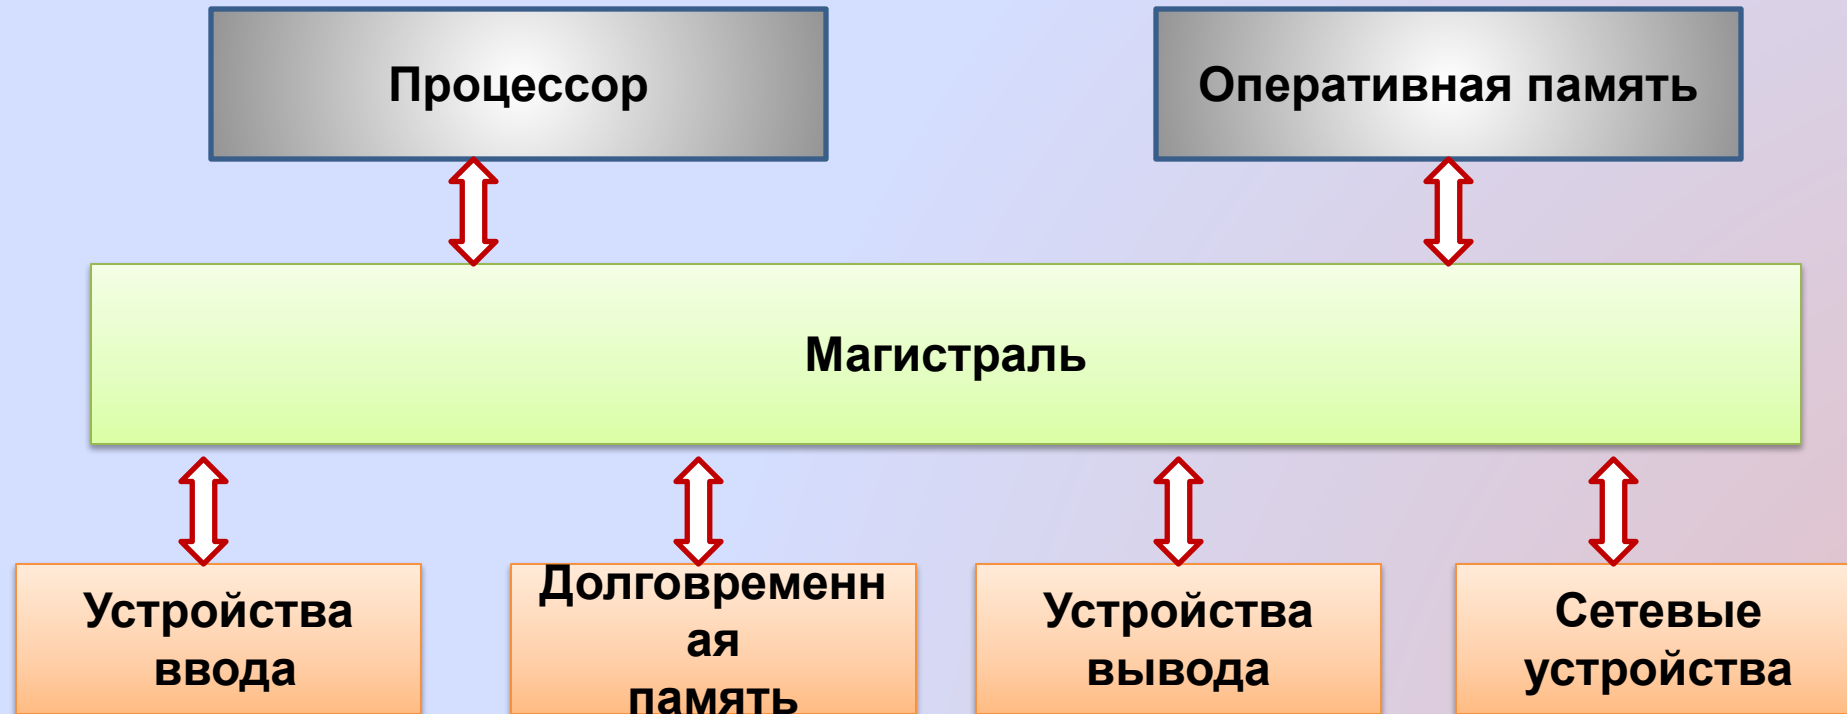 Процессор
Оперативная память
Магистраль
Устройства
ввода
Долговременн
ая
память
Устройства
вывода
Сетевые
устройства